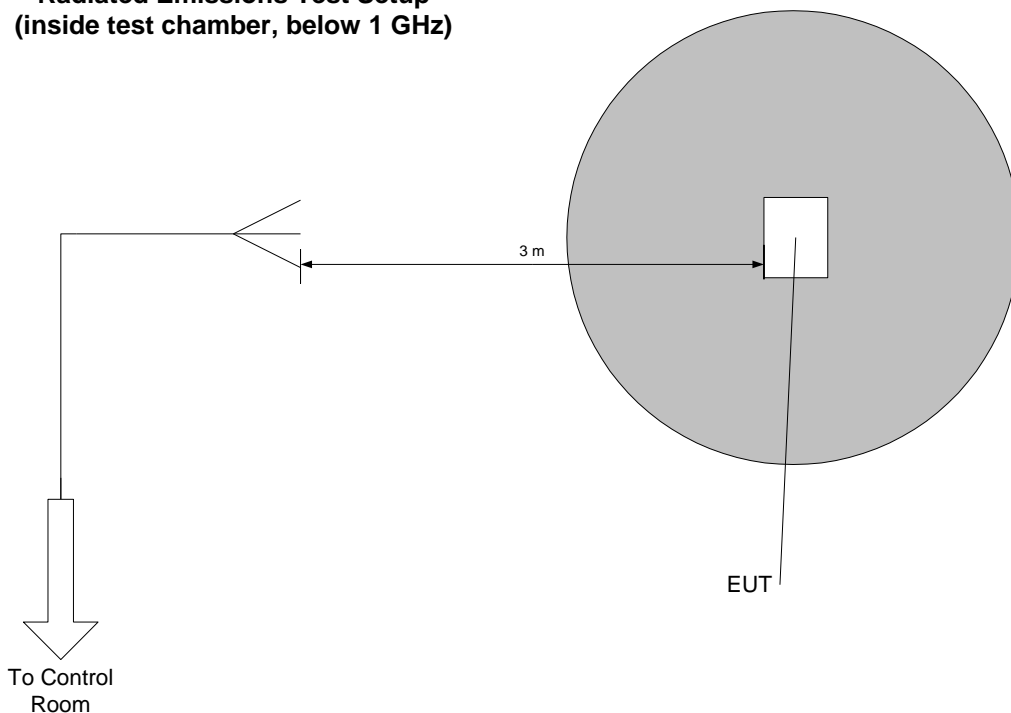 Radiated Emissions Test Setup
(inside test chamber, below 1 GHz)
3 m
EUT
To Control
Room